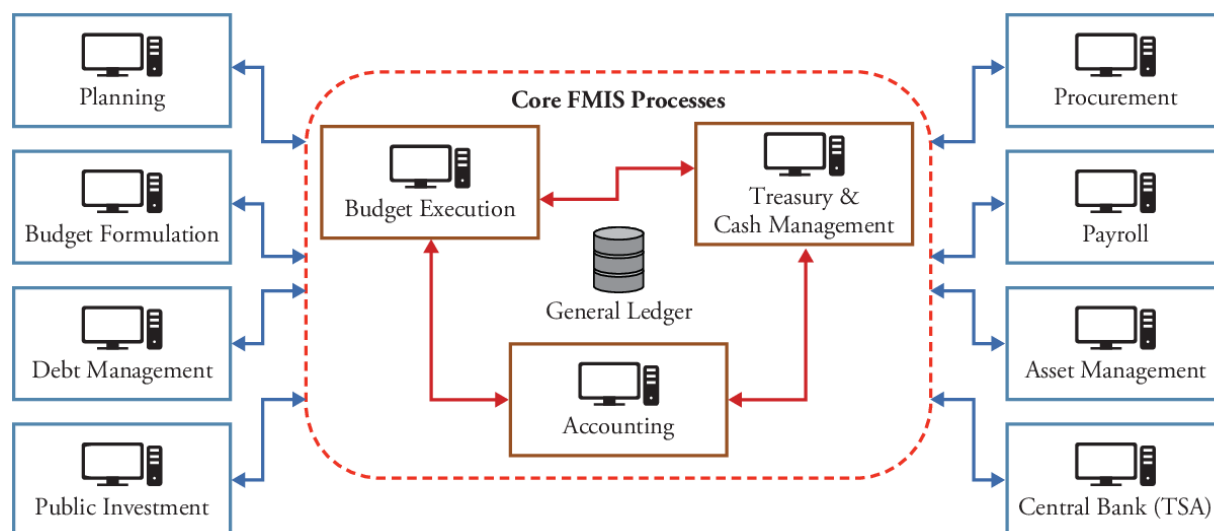 Planning
Budget Formulation
Debt Management
Public Investment
Core FMIS Processes
Budget Execution
Treasury &
Cash Management
General Ledger
Accounting
Procurement
Payroll
Asset Management
Central Bank (TSA)